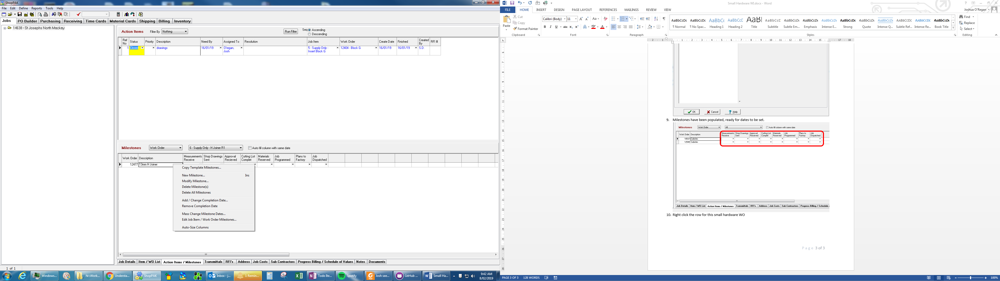 ShopPAK
File Edit Define Reports Tools Help
Jobs PO Builder Purchasing Receiving Time Cards Material Cards Shipping Billing Inventory
14638 - St Josephs North Mackay
Action Items Filter By Nothing Run Filter Seq Ascending
Descending
Ref No Status Priority Description Need By Assigned To Resolution Job Item Work Order Create Date Finished Created By RFI #
1 Closed drawings 16/01/19 O'regan, Josh 5 - Supply Only - Insert Block G 12404 - Block G 16/01/19 16/01/19 S.D.
Milestones Work Order 6 - Supply Only - H Joiner R1 Auto fill column with same date
Work Order Description Measurements Receive Shop Drawings Sent Approval Recieved Cutting List Complet Materials Reserved Job Programmed Plans to Factory Job Dispatched
12477 13mm H Joiner
Copy Template Milestones...
New Milestone... Ins
Modify Milestone...
Delete Milestone(s)
Delete All Milestones
Add / Change Completion Date...
Remove Completion Date
Mass Change Milestone Dates...
Edit Job Item / Work Order Milestones...
Auto-Size Columns
Job Details Item / WO List Action Items / Milestones Transmittals RFI's Address Job Costs Sub Contractors Progress Billing / Schedule of Values Notes Documents
1 of 1
Windows... N:\Work... Understa... ShopPAK Inbox - j... 1 Remin... Todo Ite... Spotify Josh see... GitHub ... Small Ha... 9:42 AM
8/02/2019
Small Hardware WI.docx - Word
FILE HOME INSERT DESIGN PAGE LAYOUT REFERENCES MAILINGS REVIEW VIEW Joshua O'Regan
Paste Cut
Copy
Format Painter
Calibri (Body) 11
AaBbCcDc AaBbCcDc AaBbCc AaBbCcD AaBl AaBbCcC AaBbCcDc AaBbCcDc AaBbCcDc AaBbCcDc AaBbCcDc AaBbCcDc AABBCCDC AABBCCDC AaBbCcDc
¶ Normal ¶ No Spac... Heading 1 Heading 2 Title Subtitle Subtle Em... Emphasis Intense E... Strong Quote Intense Q... Subtle Ref... Intense Re... Book Title
Find
Replace
Select
Clipboard Font Paragraph Styles Editing
OK Cancel Help
9. Milestones have been populated, ready for dates to be set.
Milestones Work Order All Auto fill column with same date
Work Order Description Measurements Receive Shop Drawings Sent Approval Received Cutting List Complet Materials Reserved Job Programmed Plans to Factory Job Dispatched
10537 Cubicles
12549 Cubicles
Job Details Item / WO List Action Items / Milestones Transmittals RFI's Address Job Costs Sub Contractors Progress Billing / Schedule
10. Right click the row for this small hardware WO
Page 3 of 3
PAGE 3 OF 3 128 WORDS 100%